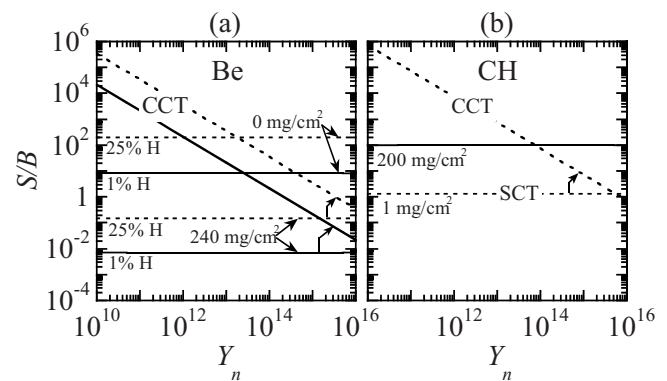 (a)
(b)
10^6
Be
CH
CCT
CCT
10^4
0 mg/cm^2
10^2
25% H
200 mg/cm^2
S/B
1% H
1
SCT
1 mg/cm^2
25% H
240 mg/cm^2
10^-2
1% H
10^-4
10^10 10^12 10^14 10^16 10^12 10^14 10^16
Y_n
Y_n